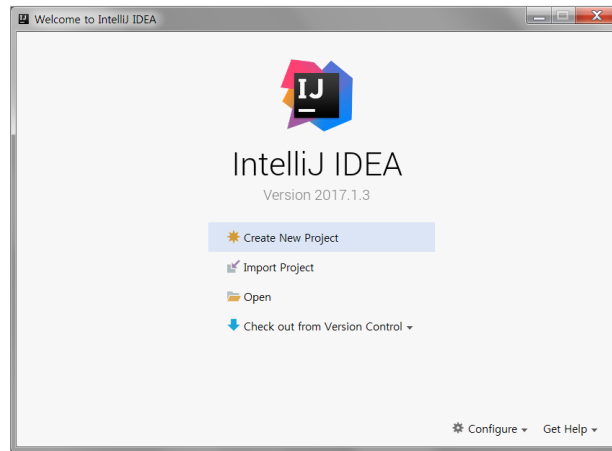 Welcome to IntelliJ IDEA
IJ
IntelliJ IDEA
Version 2017.1.3
Create New Project
Import Project
Open
Check out from Version Control
Configure
Get Help